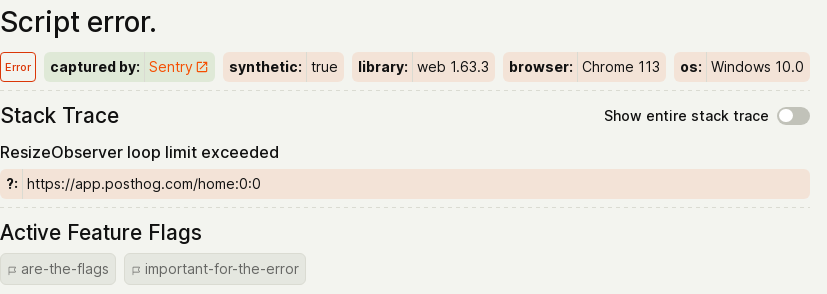 Script error.
Error captured by: Sentry synthetic: true library: web 1.63.3 browser: Chrome 113 os: Windows 10.0
Stack Trace Show entire stack trace
ResizeObserver loop limit exceeded
?: https://app.posthog.com/home:0:0
Active Feature Flags
are-the-flags important-for-the-error